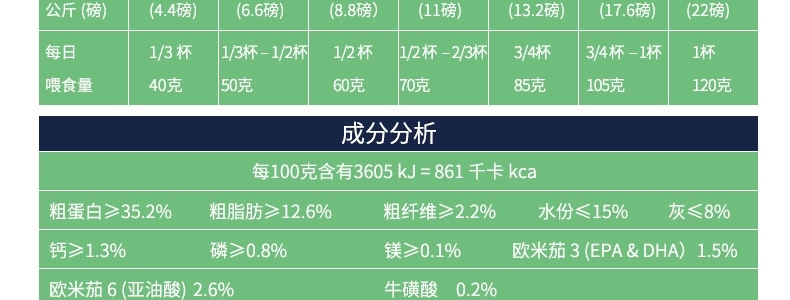 公斤 (磅) (4.4磅) (6.6磅) (8.8磅) (11磅) (13.2磅) (17.6磅) (22磅)
每日 1/3 杯 1/3杯 – 1/2杯 1/2 杯 1/2杯 – 2/3杯 3/4杯 3/4 杯 – 1杯 1杯
喂食量 40克 50克 60克 70克 85克 105克 120克
成分分析
每100克含有3605 kJ = 861 千卡 kca
粗蛋白≥35.2% 粗脂肪≥12.6% 粗纤维≥2.2% 水份≤15% 灰≤8%
钙≥1.3% 磷≥0.8% 镁≥0.1% 欧米茄 3 (EPA & DHA）1.5%
欧米茄 6 (亚油酸) 2.6% 牛磺酸 0.2%